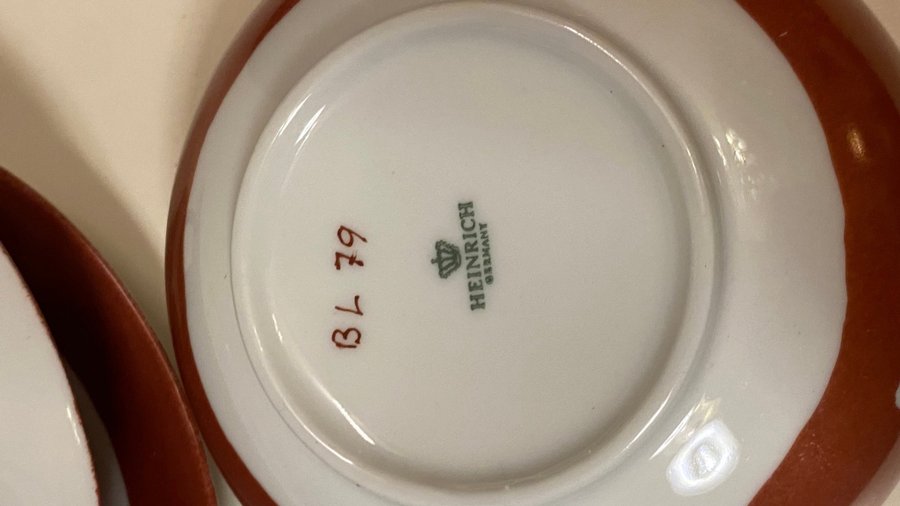 HEINRICH
GERMANY
BL 79